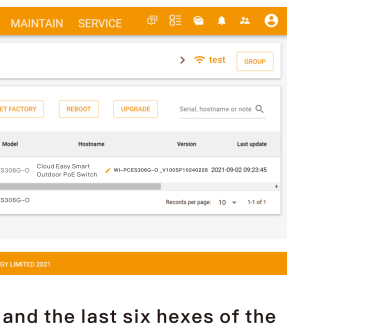 MAINTAIN SERVICE
test GROUP
ET FACTORY REBOOT UPGRADE Serial, hostname or note
Model Hostname Version Last update
S306G-O Cloud Easy Smart Outdoor PoE Switch WI-PCES306G-O _V100SP10240228 2021-09-02 09:23:45
S306G-O Records per page: 10 1-1 of 1
GY LIMITED 2021
and the last six hexes of the